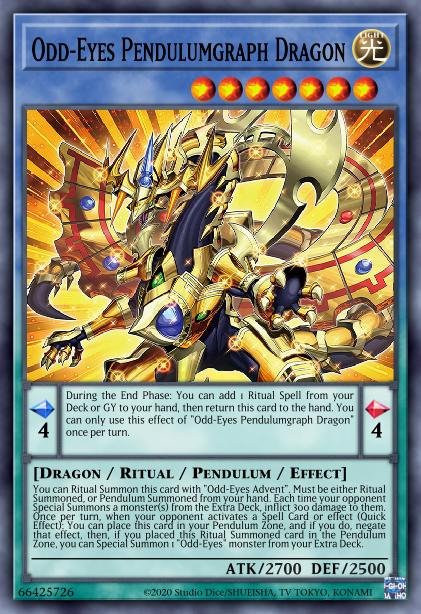 ODD-EYES PENDULUMGRAPH DRAGON
LIGHT
光
During the End Phase: You can add 1 Ritual Spell from your
Deck or GY to your hand, then return this card to the hand. You
can only use this effect of "Odd-Eyes Pendulumgraph Dragon"
once per turn.
4
4
[DRAGON / RITUAL / PENDULUM / EFFECT]
You can Ritual Summon this card with "Odd-Eyes Advent". Must be either Ritual
Summoned, or Pendulum Summoned from your hand. Each time your opponent
Special Summons a monster(s) from the Extra Deck, inflict 300 damage to them.
Once per turn, when your opponent activates a Spell Card or effect (Quick
Effect): You can place this card in your Pendulum Zone, and if you do, negate
that effect, then, if you placed this Ritual Summoned card in the Pendulum
Zone, you can Special Summon 1 "Odd-Eyes" monster from your Extra Deck.
ATK/2700 DEF/2500
66425726
©2020 Studio Dice/SHUEISHA, TV TOKYO, KONAMI